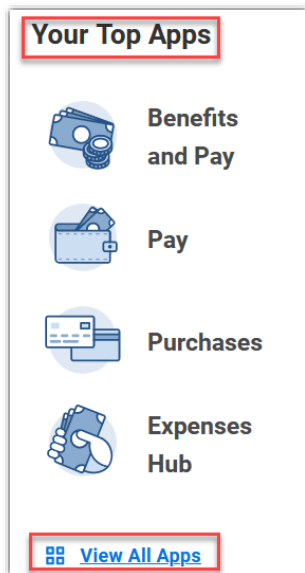 Your Top Apps
Benefits
and Pay
Pay
Purchases
Expenses
Hub
View All Apps